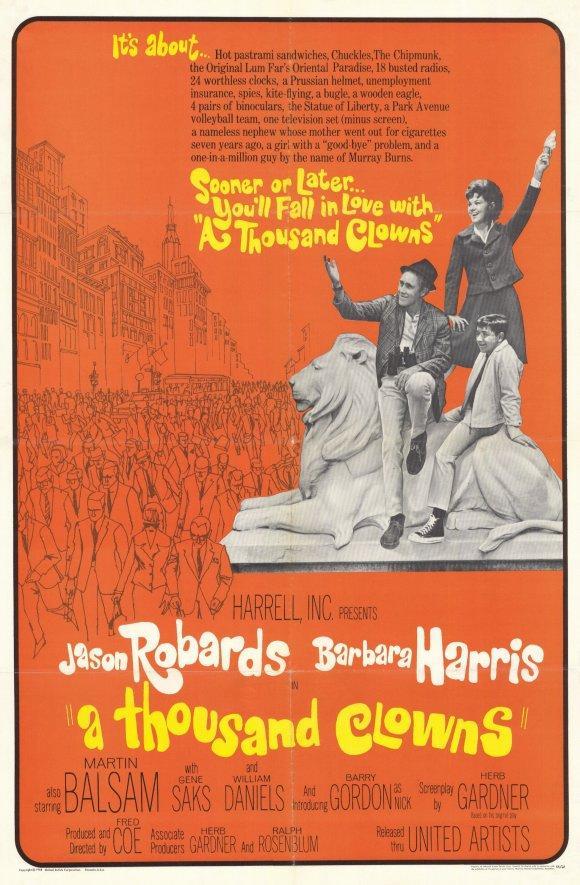 It's about... Hot pastrami sandwiches, Chuckles, The Chipmunk,
the Original Lum Far's Oriental Paradise, 18 busted radios,
24 worthless clocks, a Prussian helmet, unemployment
insurance, spies, kite-flying, a bugle, a wooden eagle,
4 pairs of binoculars, the Statue of Liberty, a Park Avenue
volleyball team, one television set (minus screen),
a nameless nephew whose mother went out for cigarettes
seven years ago, a girl with a "good-bye" problem, and a
one-in-a-million guy by the name of Murray Burns.
Sooner or Later...
You'll Fall in Love with
"A Thousand Clowns"
HARRELL, INC. PRESENTS
Jason Robards Barbara Harris
IN
"a thousand clowns"
also starring MARTIN BALSAM with GENE SAKS and WILLIAM DANIELS And Introducing BARRY GORDON as NICK Screenplay by HERB GARDNER
Based on his original play
Produced and Directed by FRED COE Associate Producers HERB GARDNER And RALPH ROSENBLUM Released thru UNITED ARTISTS